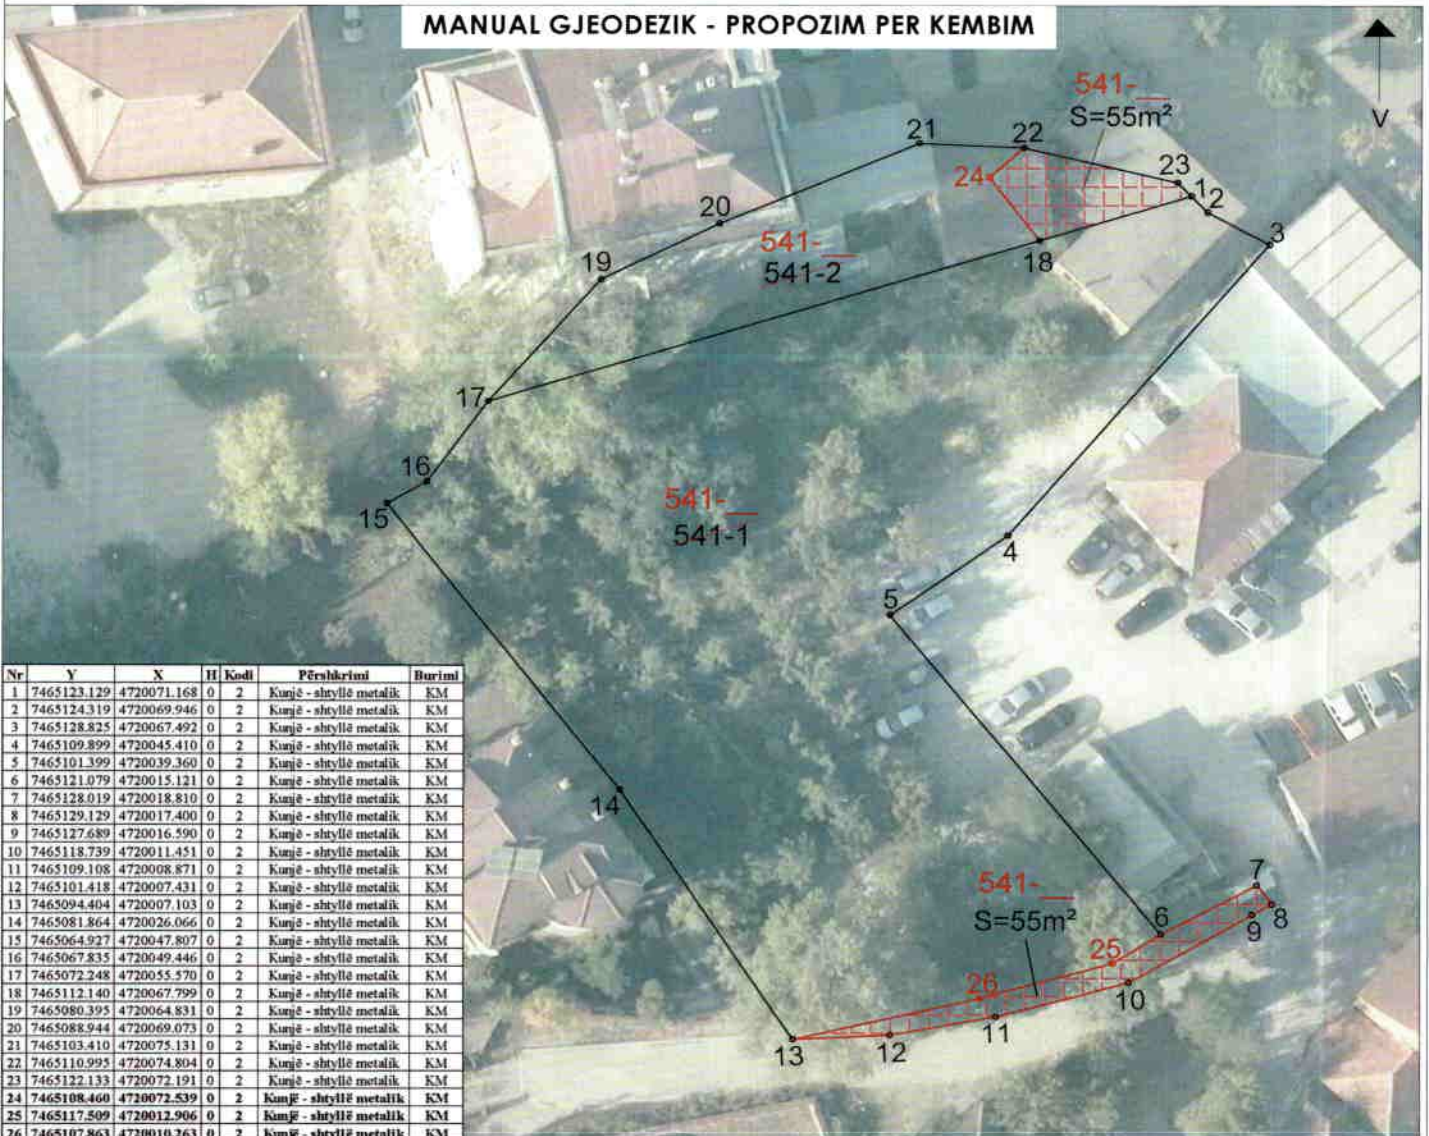 MANUAL GJEODEZIK - PROPOZIM PER KEMBIM
V
541-__
S=55m²
21
22
23
24
1
2
3
20
541-__
541-2
18
19
17
16
15
541-__
541-1
4
5
14
541-__
S=55m²
7
8
9
6
25
10
26
11
12
13
Nr Y X H Kodi Përshkrimi Burimi
1 7465123.129 4720071.168 0 2 Kunjë - shtyllë metalik KM
2 7465124.319 4720069.946 0 2 Kunjë - shtyllë metalik KM
3 7465128.825 4720067.492 0 2 Kunjë - shtyllë metalik KM
4 7465109.899 4720045.410 0 2 Kunjë - shtyllë metalik KM
5 7465101.399 4720039.360 0 2 Kunjë - shtyllë metalik KM
6 7465121.079 4720015.121 0 2 Kunjë - shtyllë metalik KM
7 7465128.019 4720018.810 0 2 Kunjë - shtyllë metalik KM
8 7465129.129 4720017.400 0 2 Kunjë - shtyllë metalik KM
9 7465127.689 4720016.590 0 2 Kunjë - shtyllë metalik KM
10 7465118.739 4720011.451 0 2 Kunjë - shtyllë metalik KM
11 7465109.108 4720008.871 0 2 Kunjë - shtyllë metalik KM
12 7465101.418 4720007.431 0 2 Kunjë - shtyllë metalik KM
13 7465094.404 4720007.103 0 2 Kunjë - shtyllë metalik KM
14 7465081.864 4720026.066 0 2 Kunjë - shtyllë metalik KM
15 7465064.927 4720047.807 0 2 Kunjë - shtyllë metalik KM
16 7465067.835 4720049.446 0 2 Kunjë - shtyllë metalik KM
17 7465072.248 4720055.570 0 2 Kunjë - shtyllë metalik KM
18 7465112.140 4720067.799 0 2 Kunjë - shtyllë metalik KM
19 7465080.395 4720064.831 0 2 Kunjë - shtyllë metalik KM
20 7465088.944 4720069.073 0 2 Kunjë - shtyllë metalik KM
21 7465103.410 4720075.131 0 2 Kunjë - shtyllë metalik KM
22 7465110.995 4720074.804 0 2 Kunjë - shtyllë metalik KM
23 7465122.133 4720072.191 0 2 Kunjë - shtyllë metalik KM
24 7465108.460 4720072.539 0 2 Kunjë - shtyllë metalik KM
25 7465117.509 4720012.906 0 2 Kunjë - shtyllë metalik KM
26 7465107.863 4720010.263 0 2 Kunjë - shtyllë metalik KM